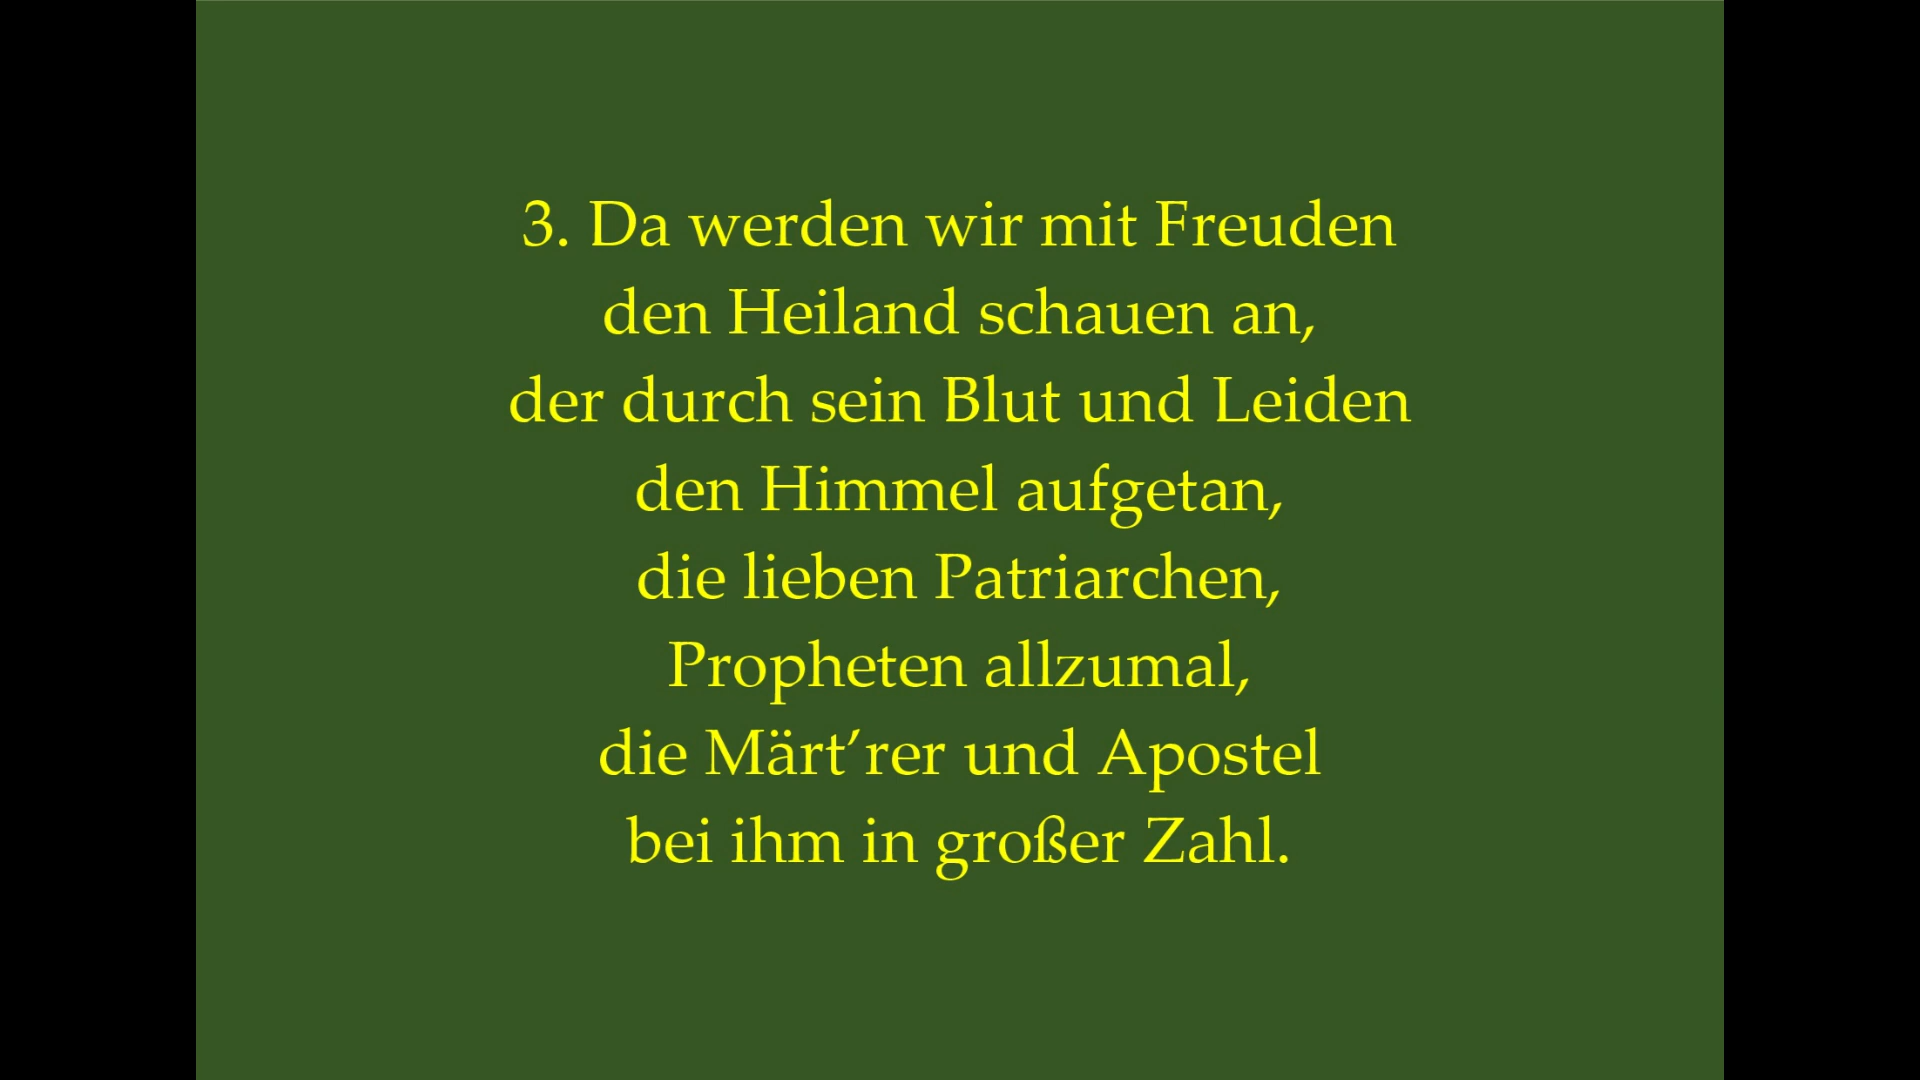 3. Da werden wir mit Freuden
den Heiland schauen an,
der durch sein Blut und Leiden
den Himmel aufgetan,
die lieben Patriarchen,
Propheten allzumal,
die Märt’rer und Apostel
bei ihm in großer Zahl.